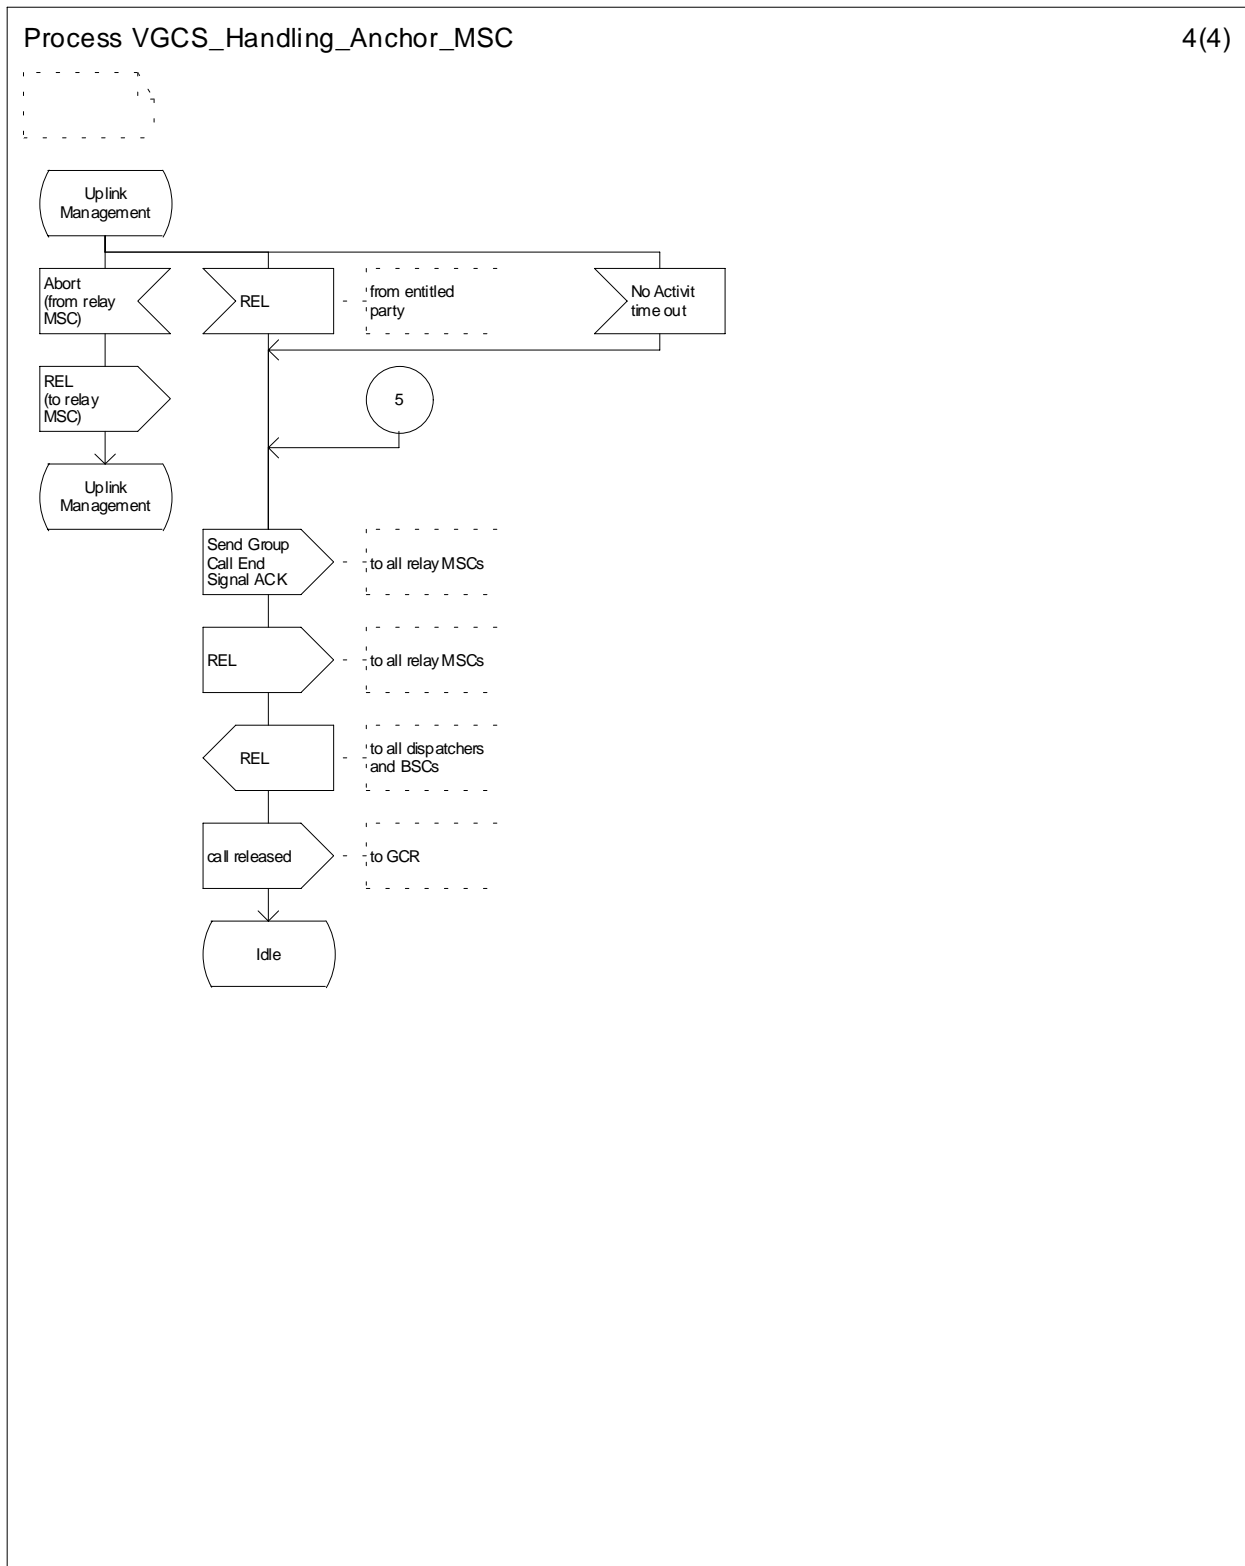 Process VGCS_Handling_Anchor_MSC
4(4)
Uplink
Management
Abort
(from relay
MSC)
REL
from entitled
party
No Activit
time out
REL
(to relay
MSC)
5
Uplink
Management
Send Group
Call End
Signal ACK
to all relay MSCs
REL
to all relay MSCs
REL
to all dispatchers
and BSCs
call released
to GCR
Idle